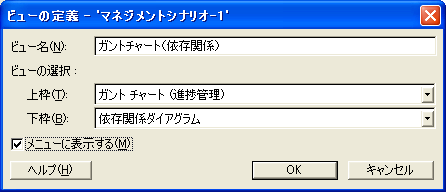 ビューの定義 - 'マネジメントシナリオ-1'
ビュー名(N): ガントチャート(依存関係)
ビューの選択:
上枠(T): ガント チャート (進捗管理)
下枠(B): 依存関係ダイアグラム
メニューに表示する(M)
ヘルプ(H) OK キャンセル